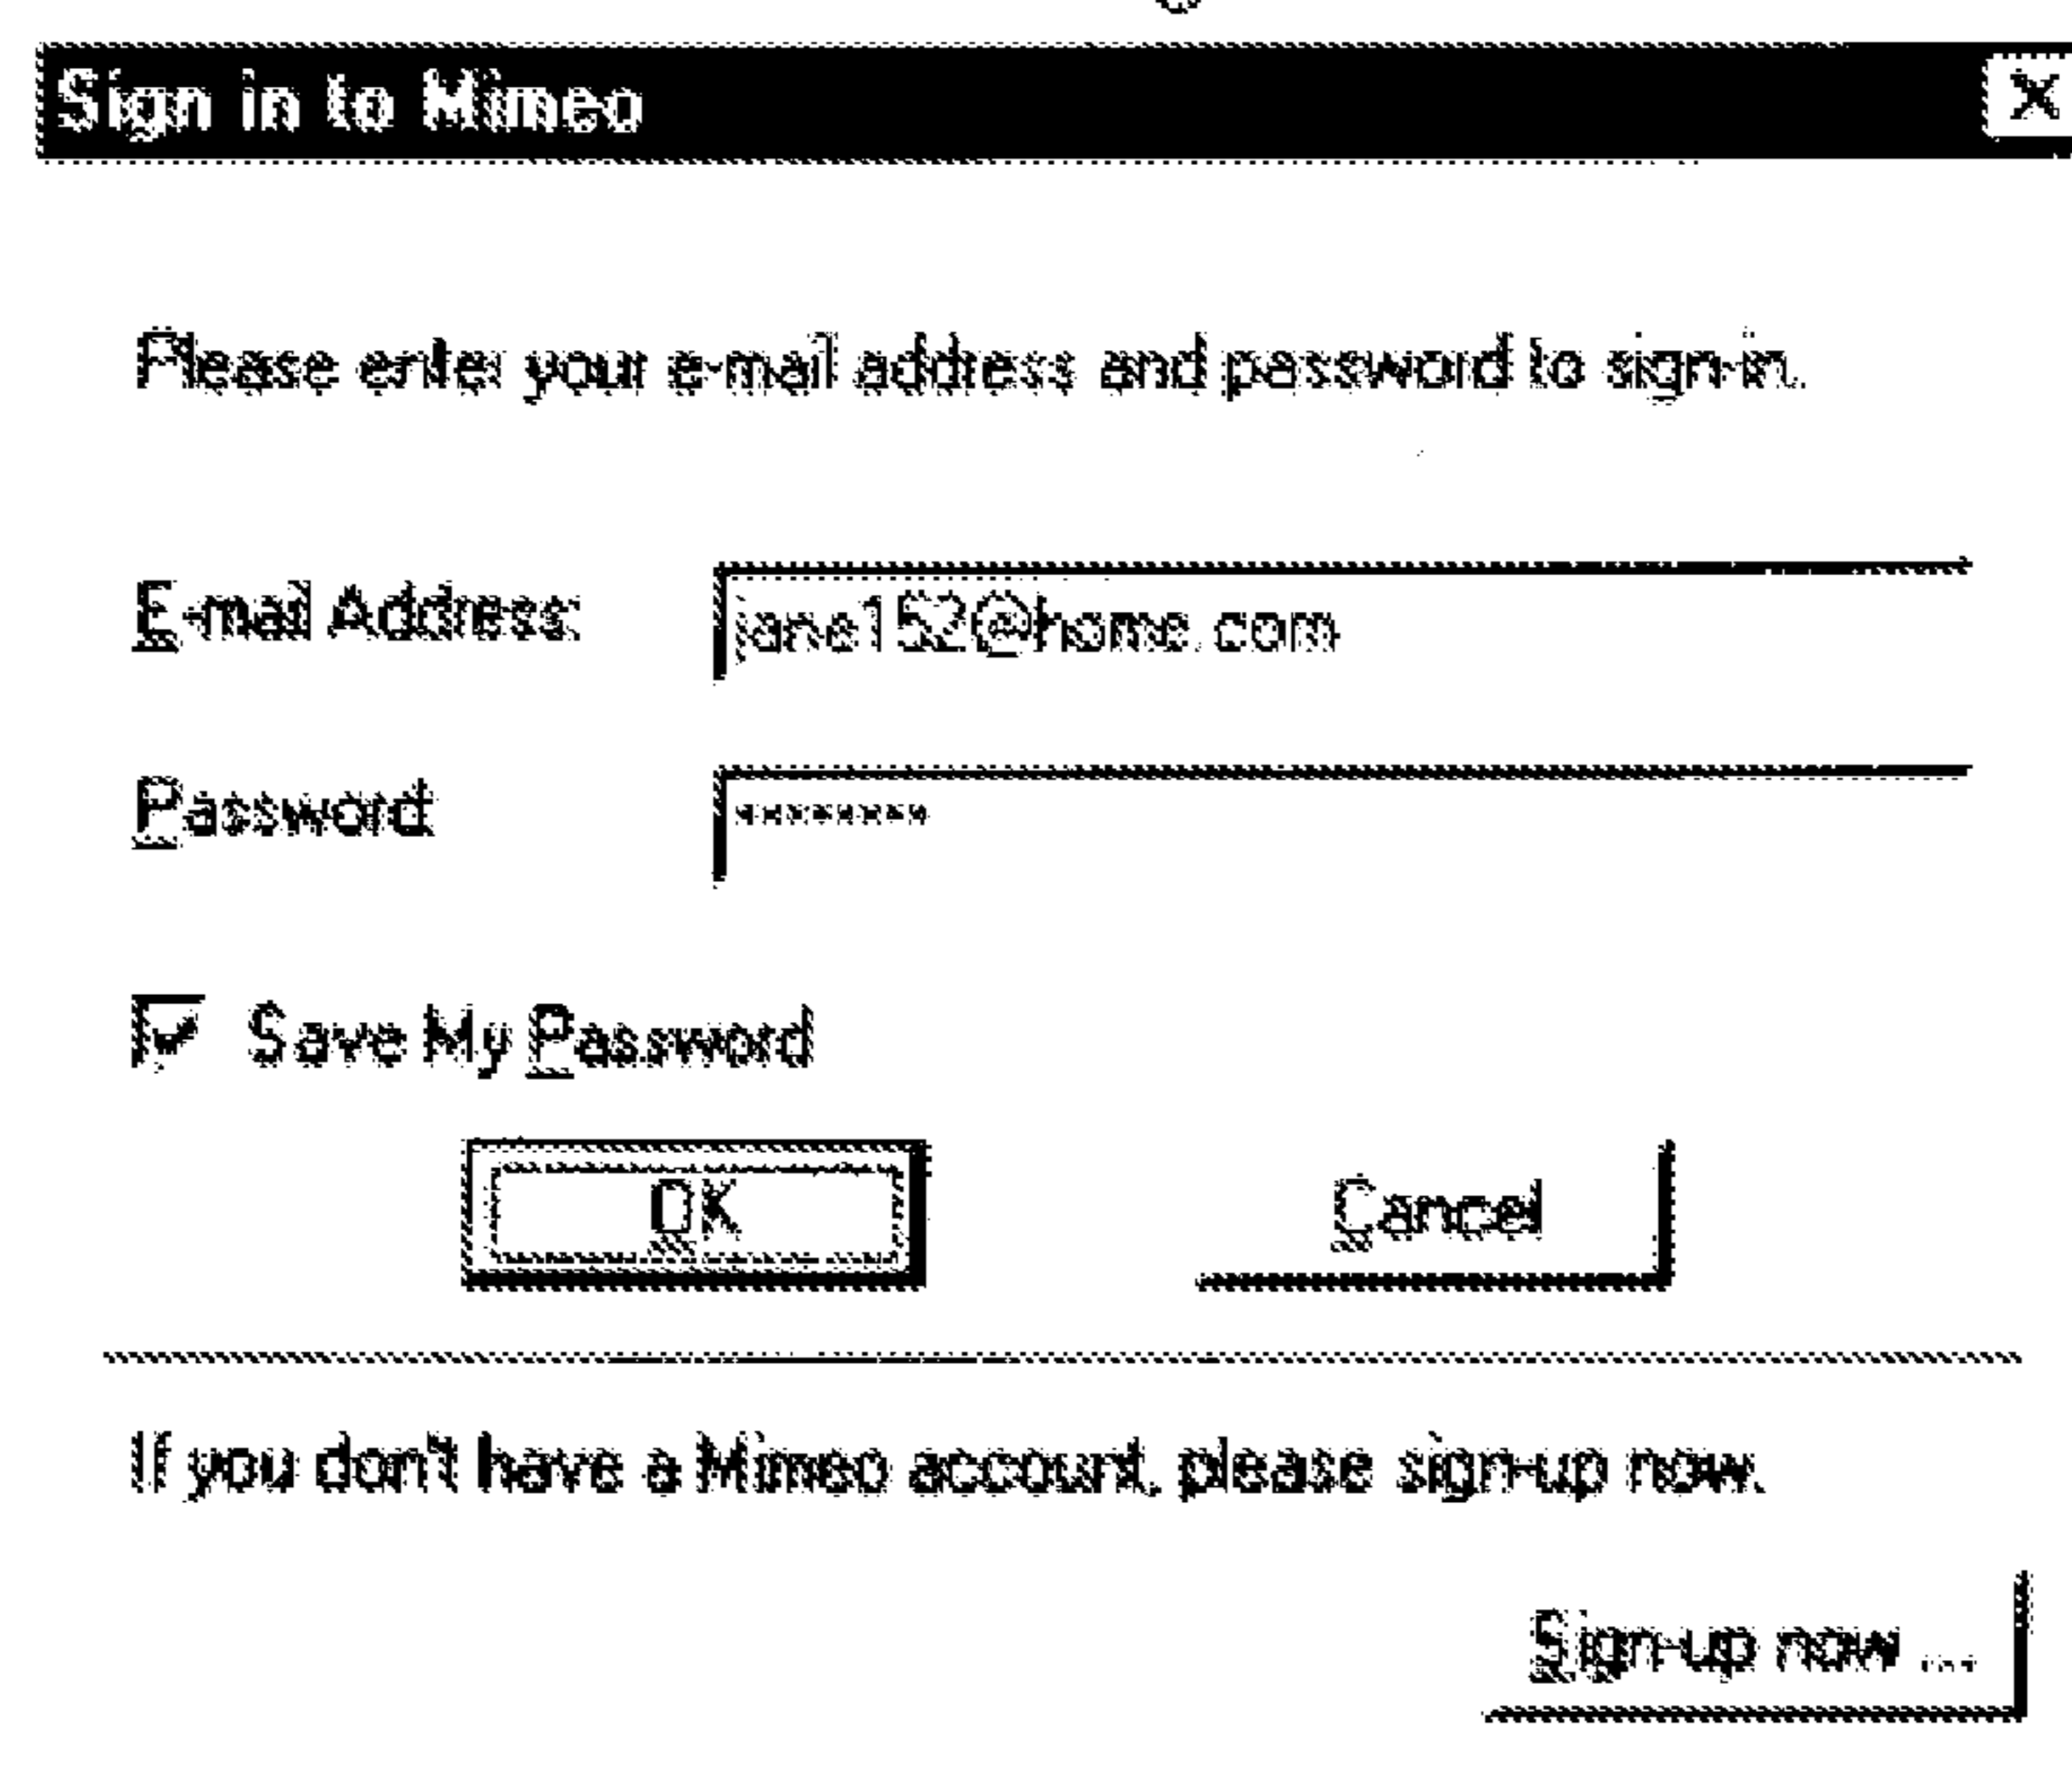 Sign in to Mimeo
Please enter your e-mail address and password to sign-in.
E-mail Address: jane152@home.com
Password: ********
Save My Password
OK Cancel
If you don't have a Mimeo account, please sign-up now.
Sign-up now ...